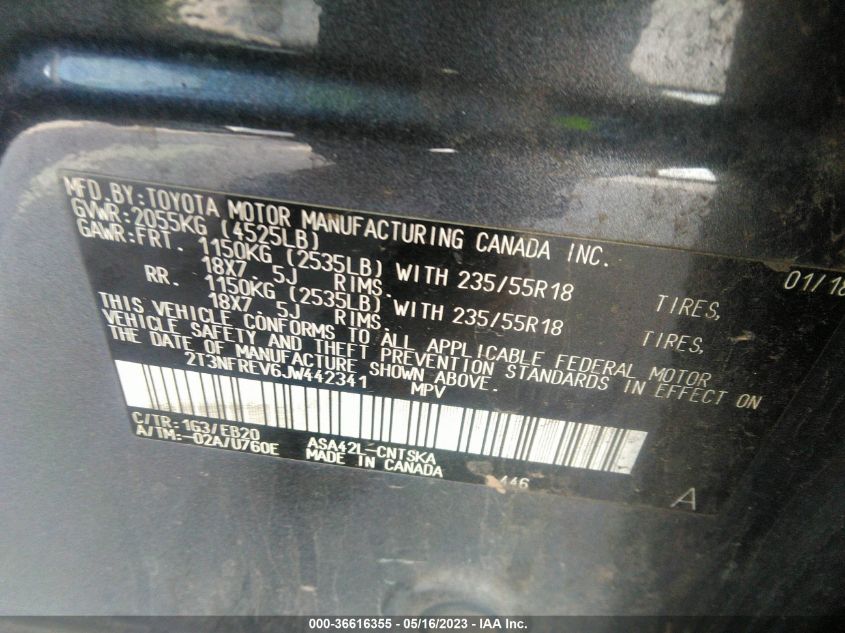 MFD.BY:TOYOTA MOTOR MANUFACTURING CANADA INC.
GVWR:2055KG (4525LB) 01/18
GAWR:FRT. 1150KG (2535LB) WITH 235/55R18 TIRES,
18X7.5J RIMS.
RR. 1150KG (2535LB) WITH 235/55R18 TIRES,
18X7.5J RIMS.
THIS VEHICLE CONFORMS TO ALL APPLICABLE FEDERAL MOTOR
VEHICLE SAFETY AND THEFT PREVENTION STANDARDS IN EFFECT ON
THE DATE OF MANUFACTURE SHOWN ABOVE.
2T3NFREV6JW442341 MPV
C/TR:1G3/EB20 ASA42L-CNTSKA
A/TM:-02A/U760E MADE IN CANADA 446
A
000-36616355 - 05/16/2023 - IAA Inc.